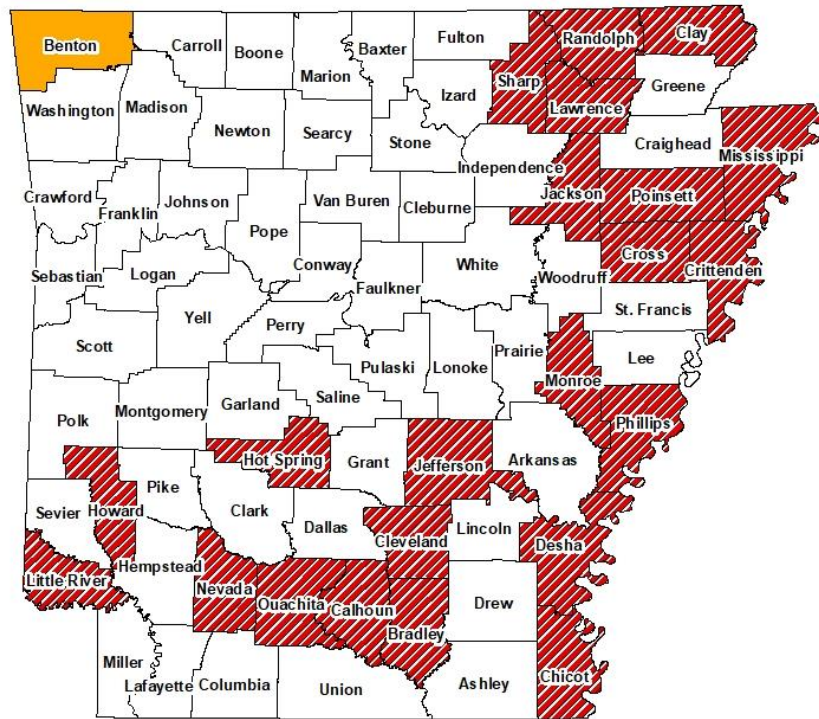 Benton
Carroll
Boone
Baxter
Fulton
Randolph
Clay
Marion
Sharp
Izard
Greene
Lawrence
Washington
Madison
Newton
Searcy
Stone
Craighead
Mississippi
Independence
Crawford
Franklin
Johnson
Van Buren
Cleburne
Jackson
Poinsett
Pope
Cross
Crittenden
Sebastian
Logan
Conway
Faulkner
White
Woodruff
St. Francis
Yell
Perry
Scott
Pulaski
Lonoke
Prairie
Lee
Monroe
Polk
Montgomery
Garland
Saline
Phillips
Hot Spring
Grant
Jefferson
Arkansas
Pike
Sevier
Howard
Clark
Dallas
Cleveland
Lincoln
Desha
Little River
Hempstead
Nevada
Ouachita
Calhoun
Drew
Bradley
Miller
Lafayette
Columbia
Union
Ashley
Chicot